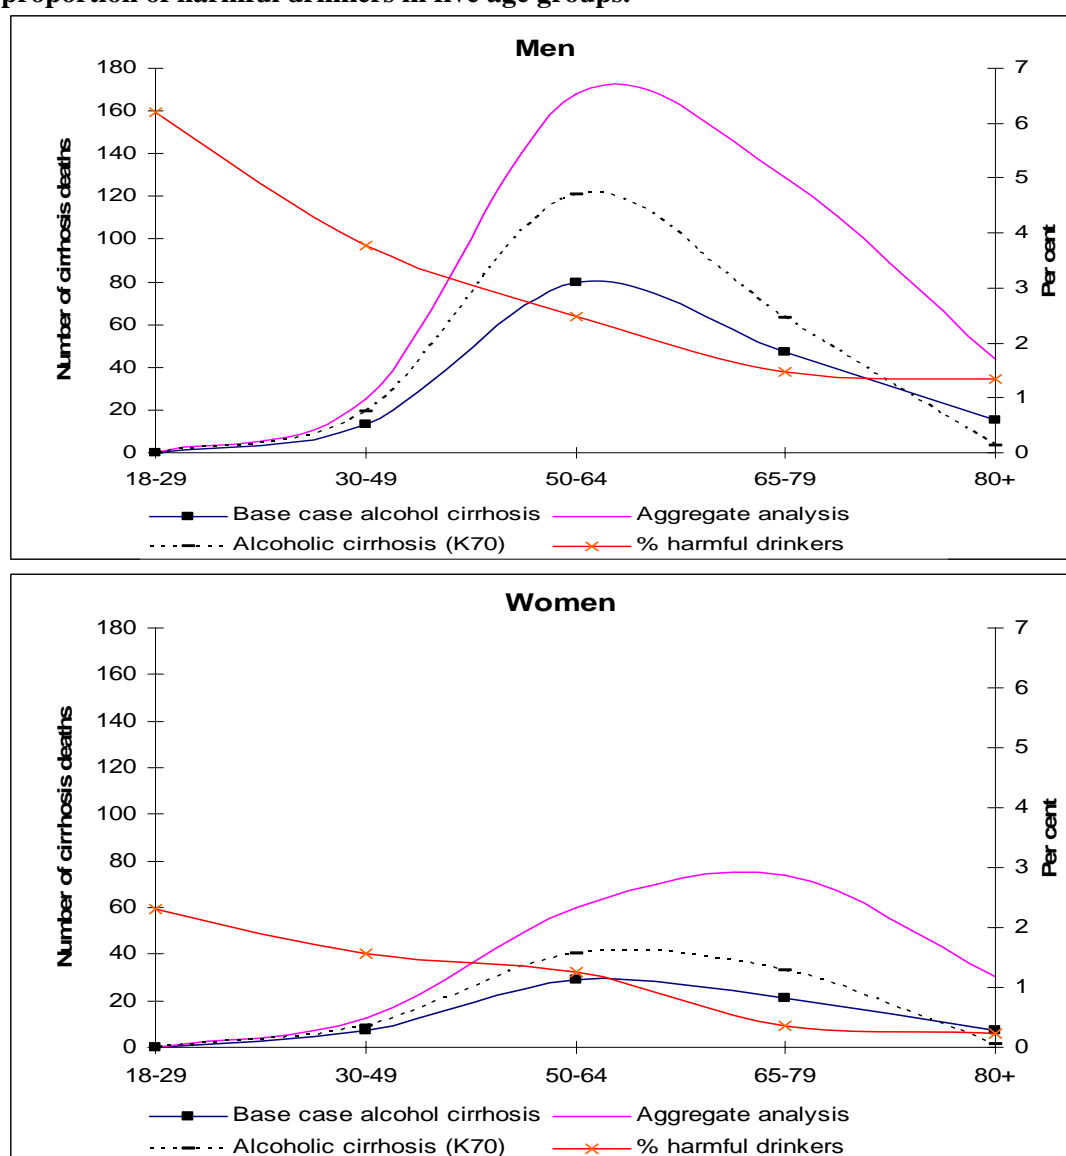 proportion of harmful drinkers in five age groups.
Men
180 7
160 6
140 5
120
100 4
80 3
60 2
40
20 1
0 0
Number of cirrhosis deaths
Per cent
18-29 30-49 50-64 65-79 80+
Base case alcohol cirrhosis Aggregate analysis
Alcoholic cirrhosis (K70) % harmful drinkers
Women
180 7
160 6
140 5
120
100 4
80 3
60 2
40
20 1
0 0
Number of cirrhosis deaths
Per cent
18-29 30-49 50-64 65-79 80+
Base case alcohol cirrhosis Aggregate analysis
Alcoholic cirrhosis (K70) % harmful drinkers